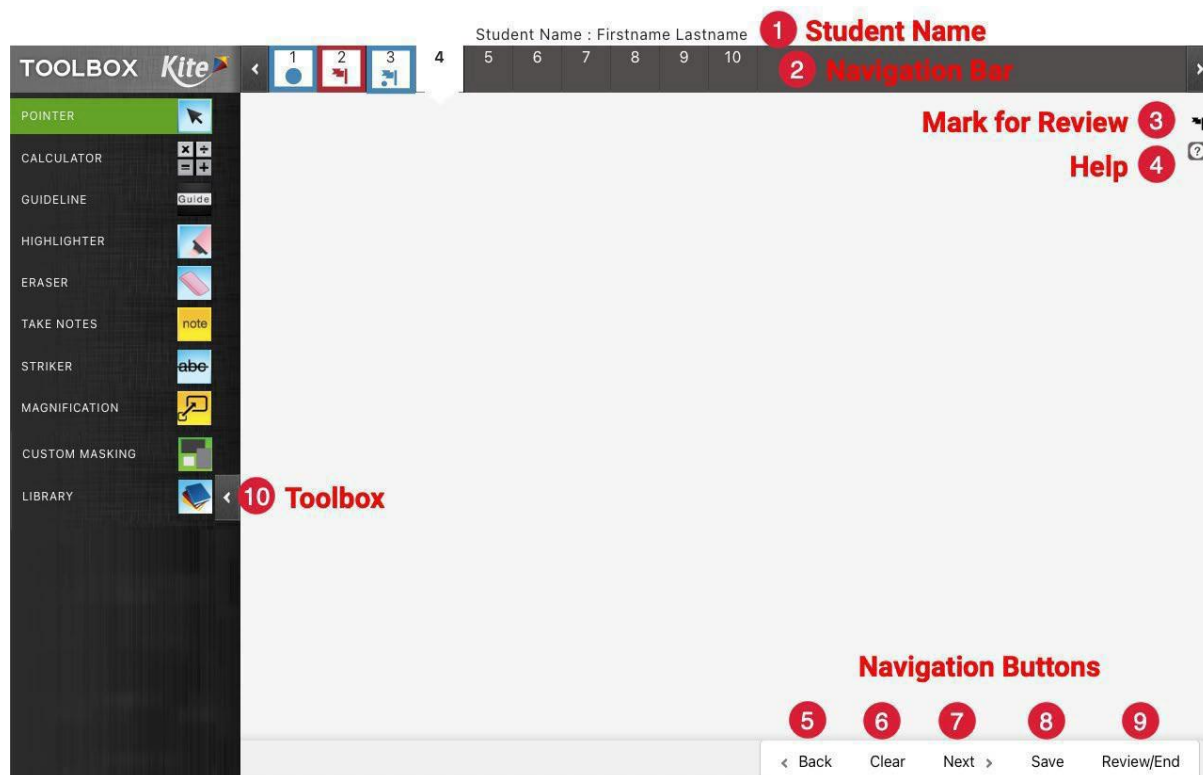 Student Name : Firstname Lastname 1 Student Name
TOOLBOX Kite 1 2 3 4 5 6 7 8 9 10 2 Navigation Bar
POINTER
Mark for Review 3
CALCULATOR
Help 4 ?
GUIDELINE Guide
HIGHLIGHTER
ERASER
TAKE NOTES note
STRIKER abc
MAGNIFICATION
CUSTOM MASKING
LIBRARY
10 Toolbox
Navigation Buttons
5 6 7 8 9
‹ Back Clear Next › Save Review/End